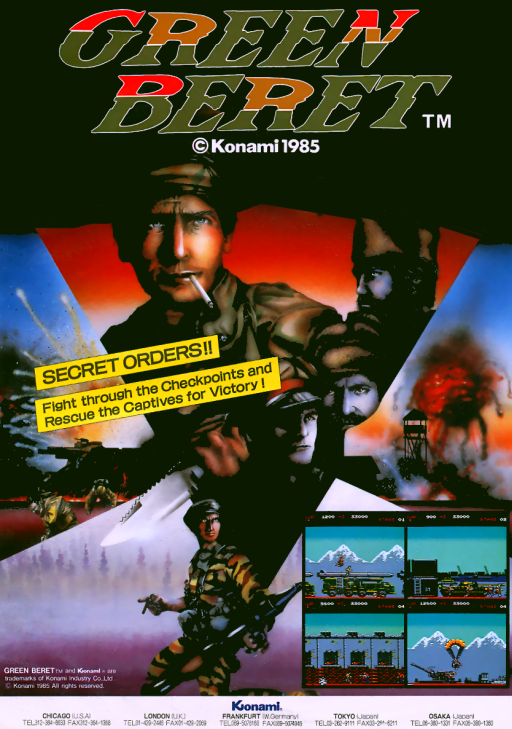 GREEN
BERET™
© Konami 1985
SECRET ORDERS!!
Fight through the Checkpoints and
Rescue the Captives for Victory!
GREEN BERET™ and Konami® are
trademarks of Konami Industry Co.,Ltd
© Konami 1985 All rights reserved.
Konami®
CHICAGO (U.S.A)
LONDON (U.K.)
FRANKFURT (W.Germany)
TOKYO (Japan)
OSAKA (Japan)